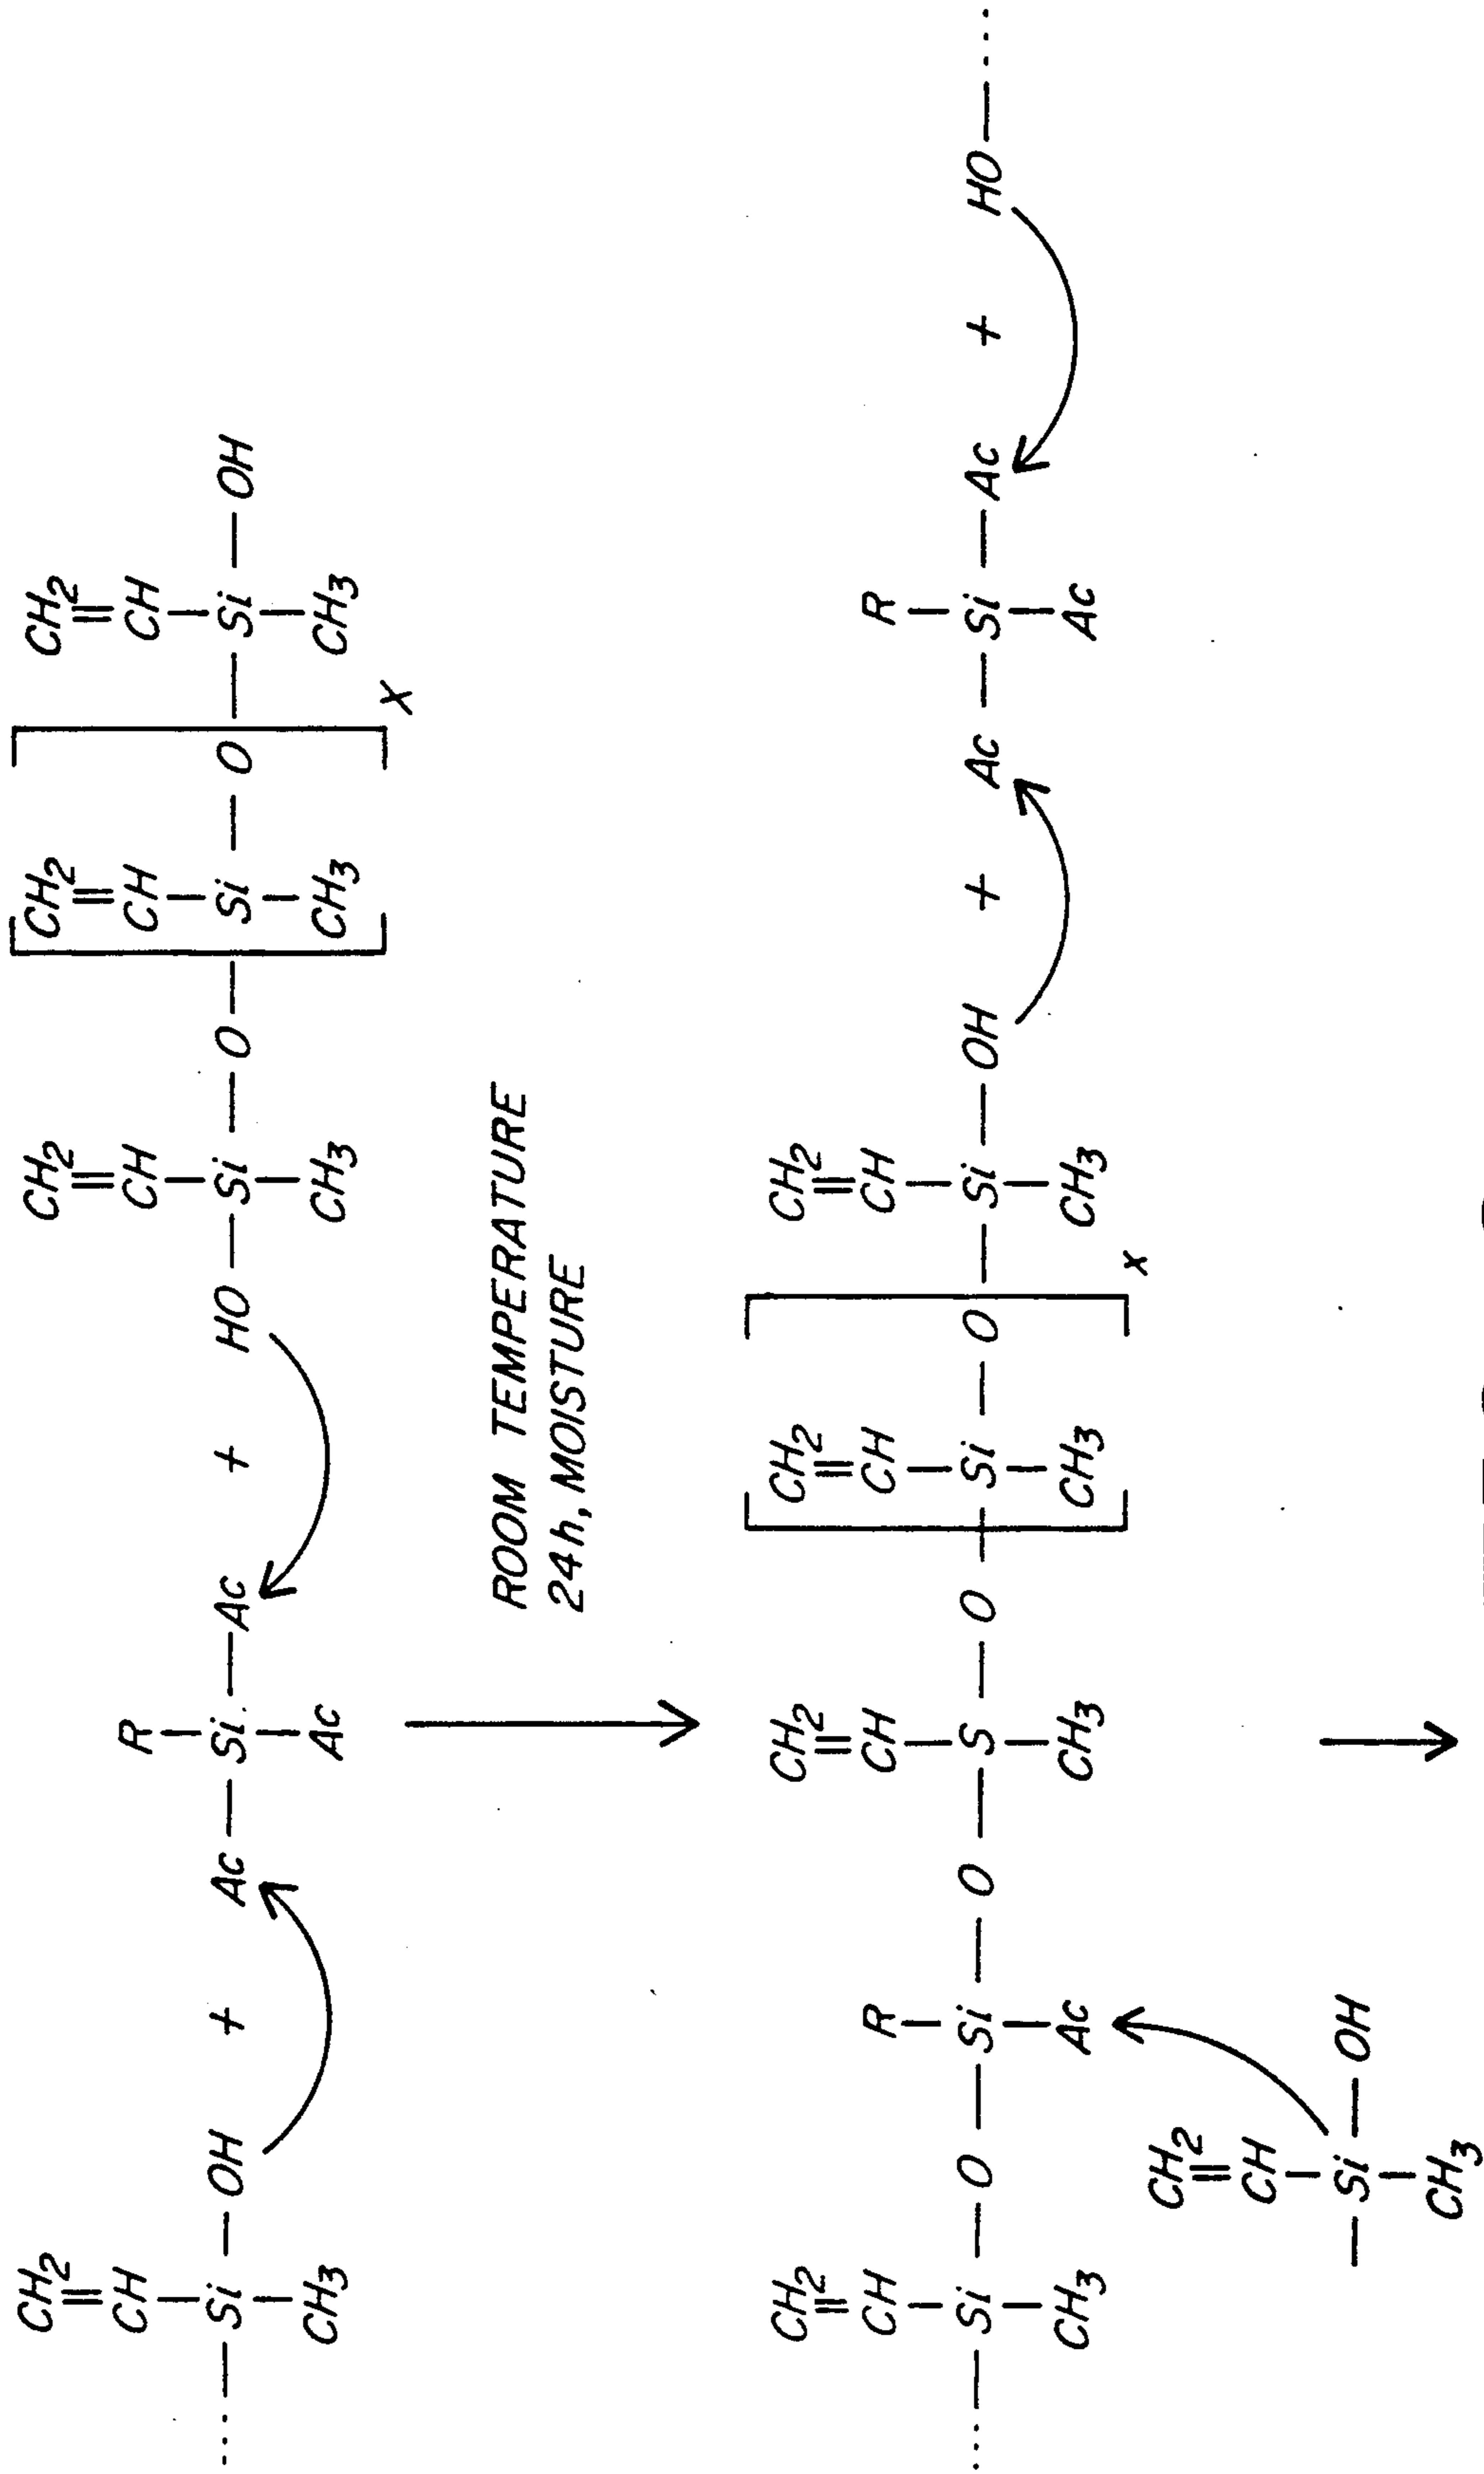 CH2 CH2 CH2 CH2
CH R CH CH CH
... — Si — OH + Ac — Si — Ac + HO — Si — O — [ Si — O ] — Si — OH
CH3 Ac CH3 CH3 X CH3
ROOM TEMPERATURE
24h, MOISTURE
CH2 CH2 CH2 CH2
CH R CH CH CH R
... — Si — O — Si — O — S — O — [ Si — O ] — Si — OH + Ac — Si — Ac + HO — ...
CH3 Ac CH3 CH3 x CH3 Ac
CH2
CH
— Si — OH
CH3